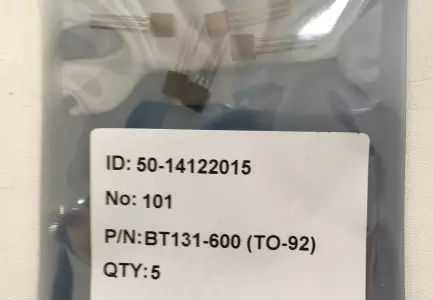 ID: 50-14122015
No: 101
P/N:BT131-600 (TO-92)
QTY:5